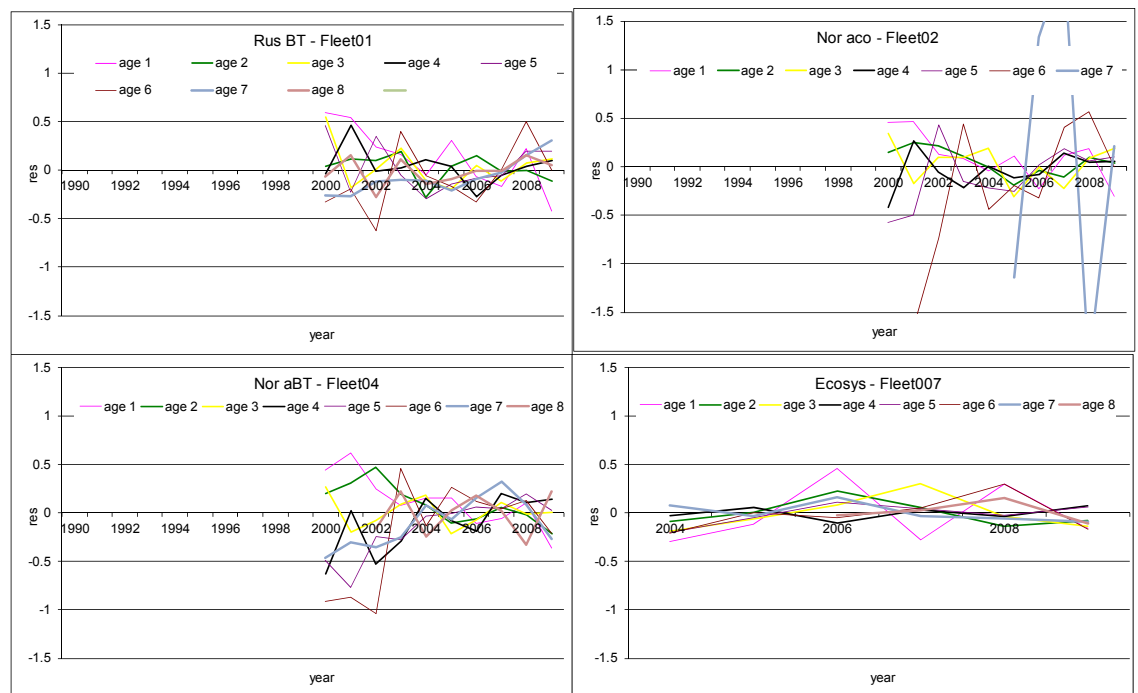 Rus BT - Fleet01
age 1 age 2 age 3 age 4 age 5
age 6 age 7 age 8
1.5
1
0.5
0
-0.5
-1
-1.5
1990 1992 1994 1996 1998 2000 2002 2004 2006 2008
res
year
Nor aco - Fleet02
age 1 age 2 age 3 age 4 age 5 age 6 age 7
1.5
1
0.5
0
-0.5
-1
-1.5
1990 1992 1994 1996 1998 2000 2002 2004 2006 2008
res
year
Nor aBT - Fleet04
age 1 age 2 age 3 age 4 age 5 age 6 age 7 age 8
1.5
1
0.5
0
-0.5
-1
-1.5
1990 1992 1994 1996 1998 2000 2002 2004 2006 2008
res
year
Ecosys - Fleet007
age 1 age 2 age 3 age 4 age 5 age 6 age 7 age 8
1.5
1
0.5
0
-0.5
-1
-1.5
2004 2006 2008
res
year